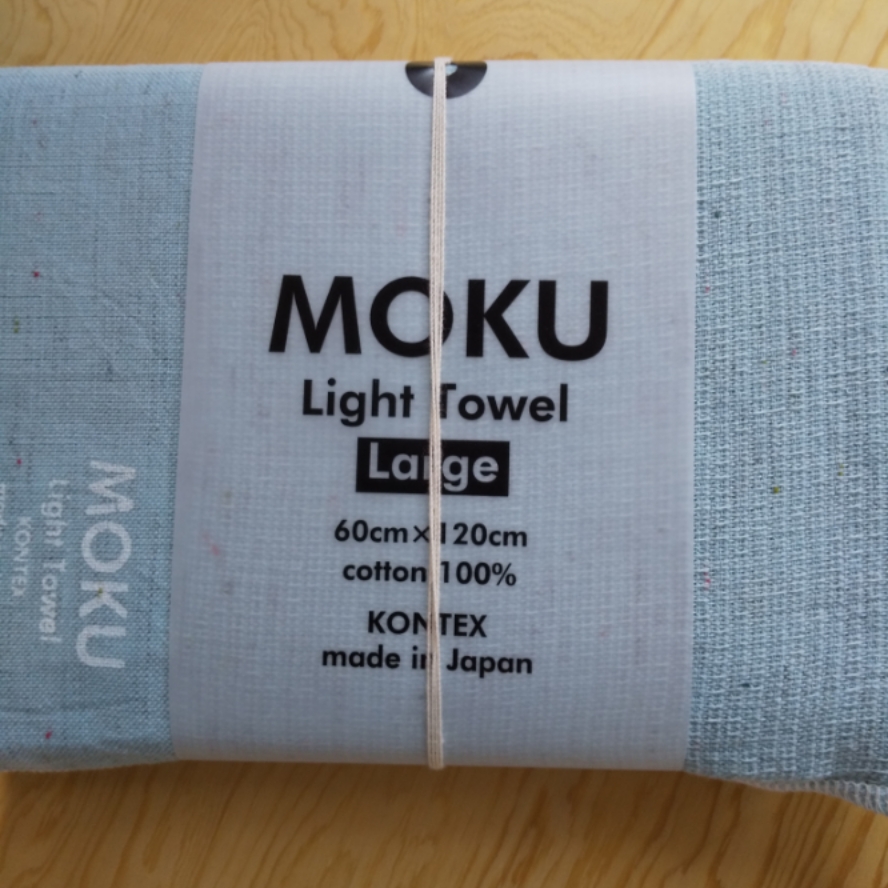 MOKU
Light Towel
Large
60cm×120cm
cotton 100%
KONTEX
made in Japan
MOKU
Light Towel
KONTEX